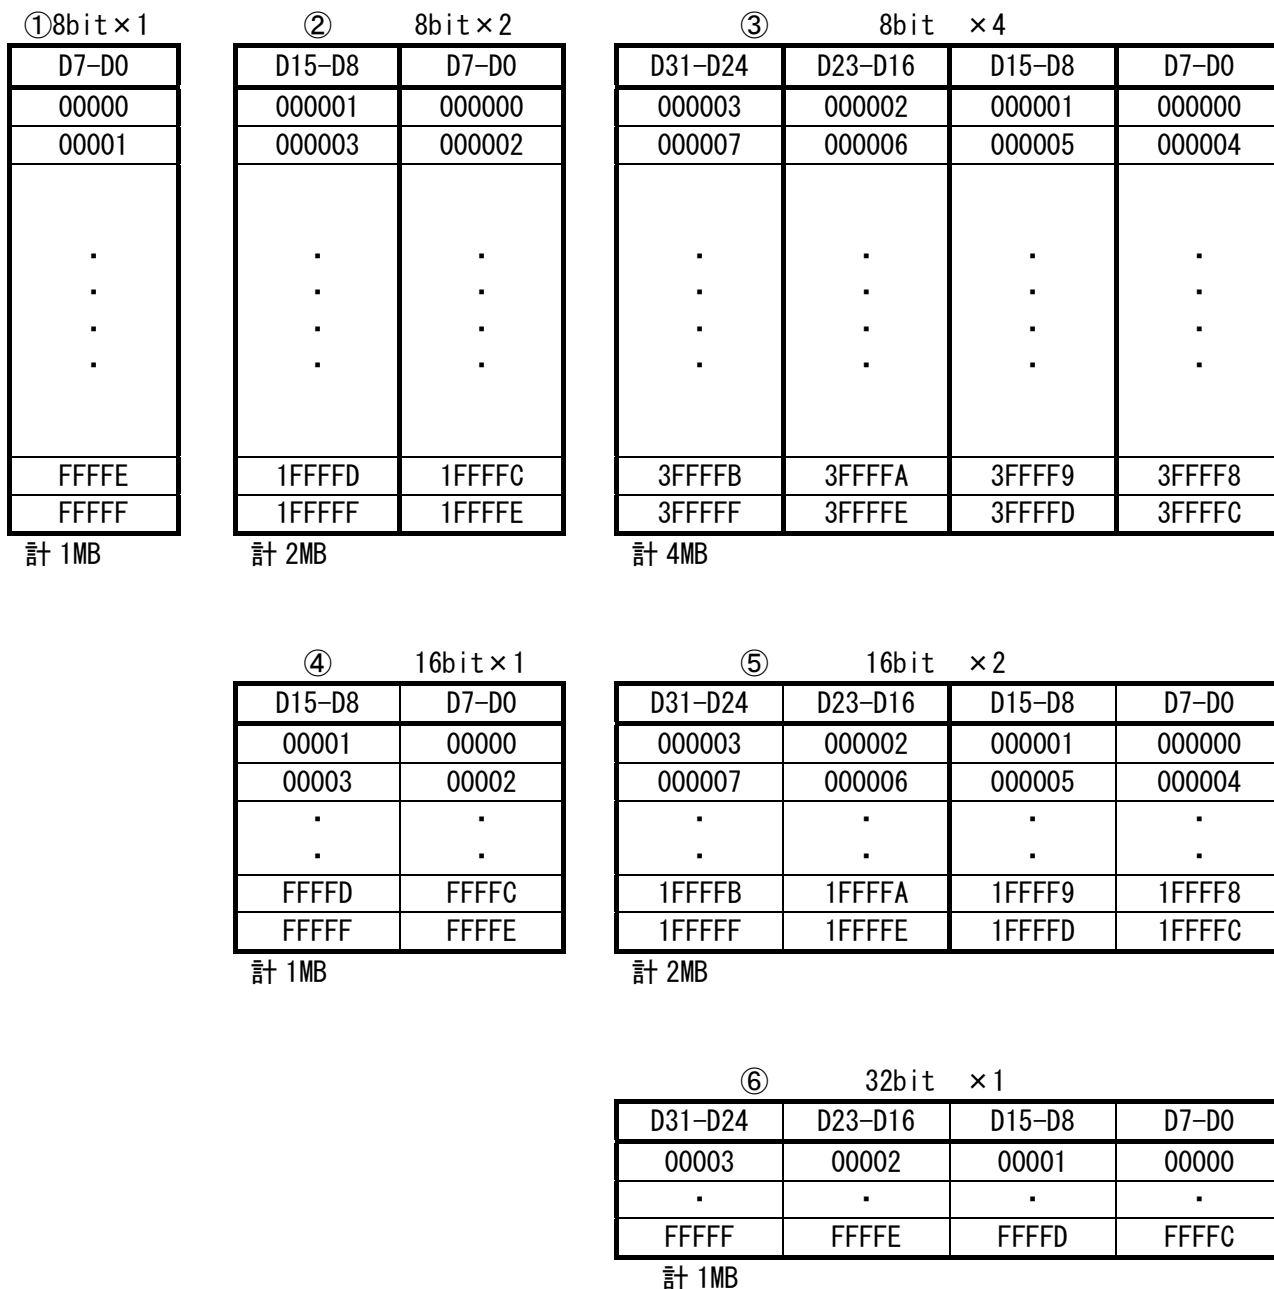 ①8bit×1 ② 8bit×2 ③ 8bit ×4
D7-D0 D15-D8 D7-D0 D31-D24 D23-D16 D15-D8 D7-D0
00000 000001 000000 000003 000002 000001 000000
00001 000003 000002 000007 000006 000005 000004
. . . . . . .
. . . . . . .
. . . . . . .
. . . . . . .
FFFFE 1FFFFD 1FFFFC 3FFFFB 3FFFFA 3FFFF9 3FFFF8
FFFFF 1FFFFF 1FFFFE 3FFFFF 3FFFFE 3FFFFD 3FFFFC
計 1MB 計 2MB 計 4MB
④ 16bit×1 ⑤ 16bit ×2
D15-D8 D7-D0 D31-D24 D23-D16 D15-D8 D7-D0
00001 00000 000003 000002 000001 000000
00003 00002 000007 000006 000005 000004
. . . . . .
. . . . . .
FFFFD FFFFC 1FFFFB 1FFFFA 1FFFF9 1FFFF8
FFFFF FFFFE 1FFFFF 1FFFFE 1FFFFD 1FFFFC
計 1MB 計 2MB
⑥ 32bit ×1
D31-D24 D23-D16 D15-D8 D7-D0
00003 00002 00001 00000
. . . .
FFFFF FFFFE FFFFD FFFFC
計 1MB